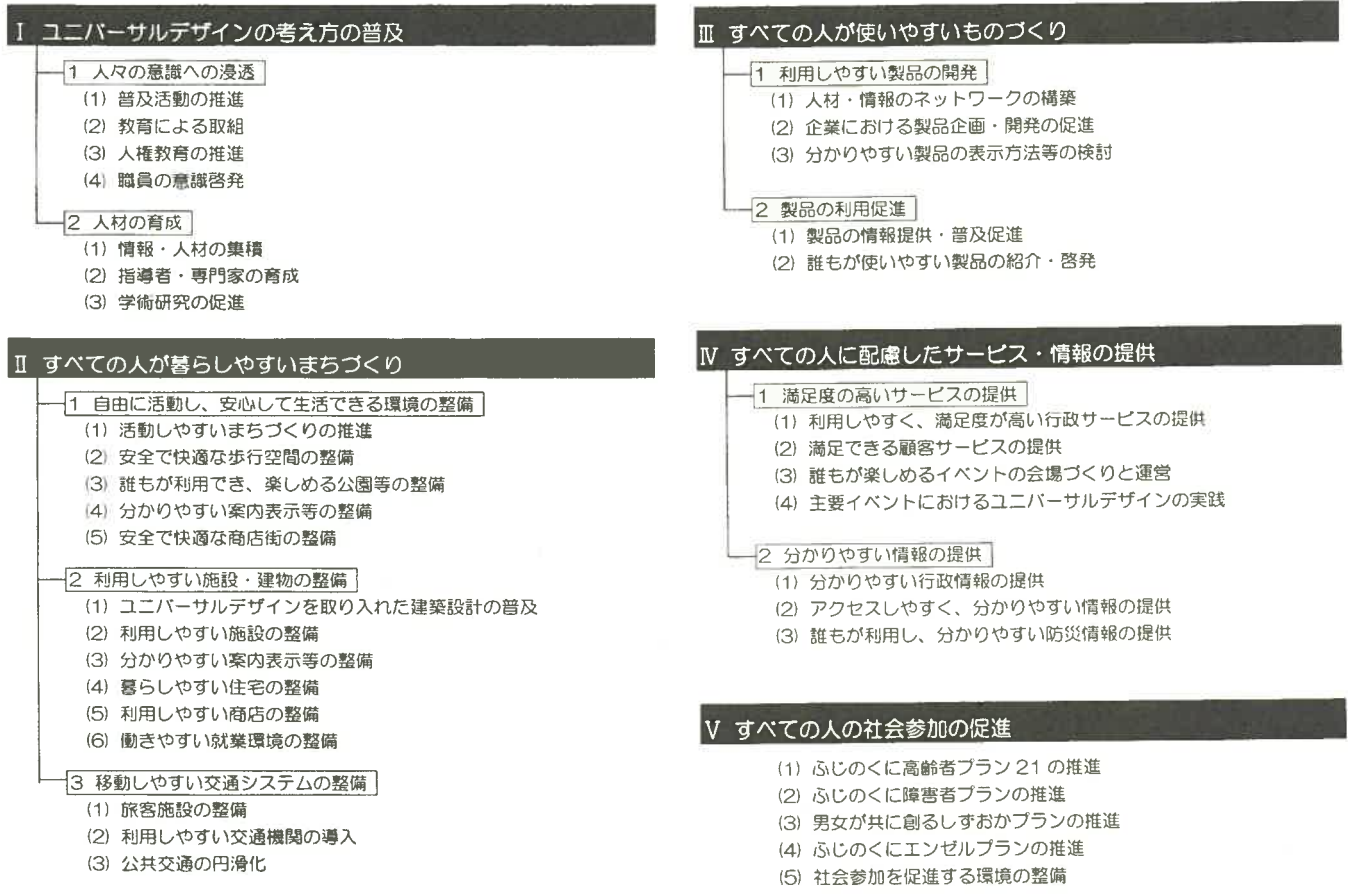 Ⅰ ユニバーサルデザインの考え方の普及
1 人々の意識への浸透
(1) 普及活動の推進
(2) 教育による取組
(3) 人権教育の推進
(4) 職員の意識啓発
2 人材の育成
(1) 情報・人材の集積
(2) 指導者・専門家の育成
(3) 学術研究の促進
Ⅱ すべての人が暮らしやすいまちづくり
1 自由に活動し、安心して生活できる環境の整備
(1) 活動しやすいまちづくりの推進
(2) 安全で快適な歩行空間の整備
(3) 誰もが利用でき、楽しめる公園等の整備
(4) 分かりやすい案内表示等の整備
(5) 安全で快適な商店街の整備
2 利用しやすい施設・建物の整備
(1) ユニバーサルデザインを取り入れた建築設計の普及
(2) 利用しやすい施設の整備
(3) 分かりやすい案内表示等の整備
(4) 暮らしやすい住宅の整備
(5) 利用しやすい商店の整備
(6) 働きやすい就業環境の整備
3 移動しやすい交通システムの整備
(1) 旅客施設の整備
(2) 利用しやすい交通機関の導入
(3) 公共交通の円滑化
Ⅲ すべての人が使いやすいものづくり
1 利用しやすい製品の開発
(1) 人材・情報のネットワークの構築
(2) 企業における製品企画・開発の促進
(3) 分かりやすい製品の表示方法等の検討
2 製品の利用促進
(1) 製品の情報提供・普及促進
(2) 誰もが使いやすい製品の紹介・啓発
Ⅳ すべての人に配慮したサービス・情報の提供
1 満足度の高いサービスの提供
(1) 利用しやすく、満足度が高い行政サービスの提供
(2) 満足できる顧客サービスの提供
(3) 誰もが楽しめるイベントの会場づくりと運営
(4) 主要イベントにおけるユニバーサルデザインの実践
2 分かりやすい情報の提供
(1) 分かりやすい行政情報の提供
(2) アクセスしやすく、分かりやすい情報の提供
(3) 誰もが利用し、分かりやすい防災情報の提供
Ⅴ すべての人の社会参加の促進
(1) ふじのくに高齢者プラン21の推進
(2) ふじのくに障害者プランの推進
(3) 男女が共に創るしずおかプランの推進
(4) ふじのくにエンゼルプランの推進
(5) 社会参加を促進する環境の整備